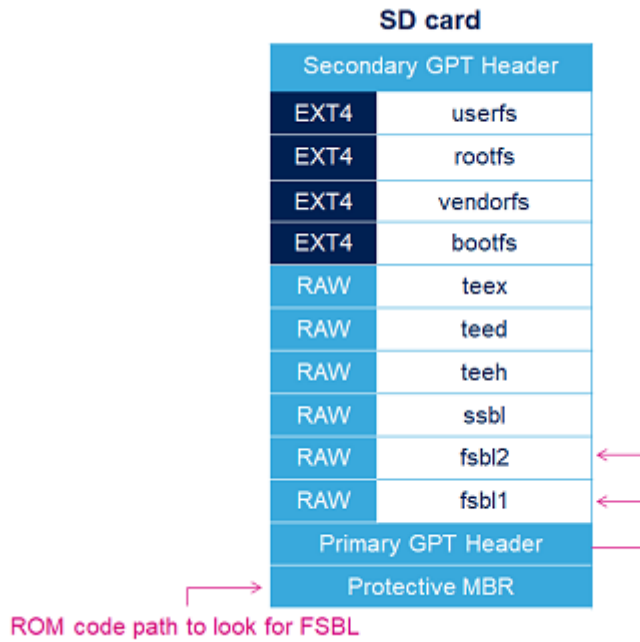 SD card
Secondary GPT Header
EXT4 userfs
EXT4 rootfs
EXT4 vendorfs
EXT4 bootfs
RAW teex
RAW teed
RAW teeh
RAW ssbl
RAW fsbl2
RAW fsbl1
Primary GPT Header
Protective MBR
ROM code path to look for FSBL